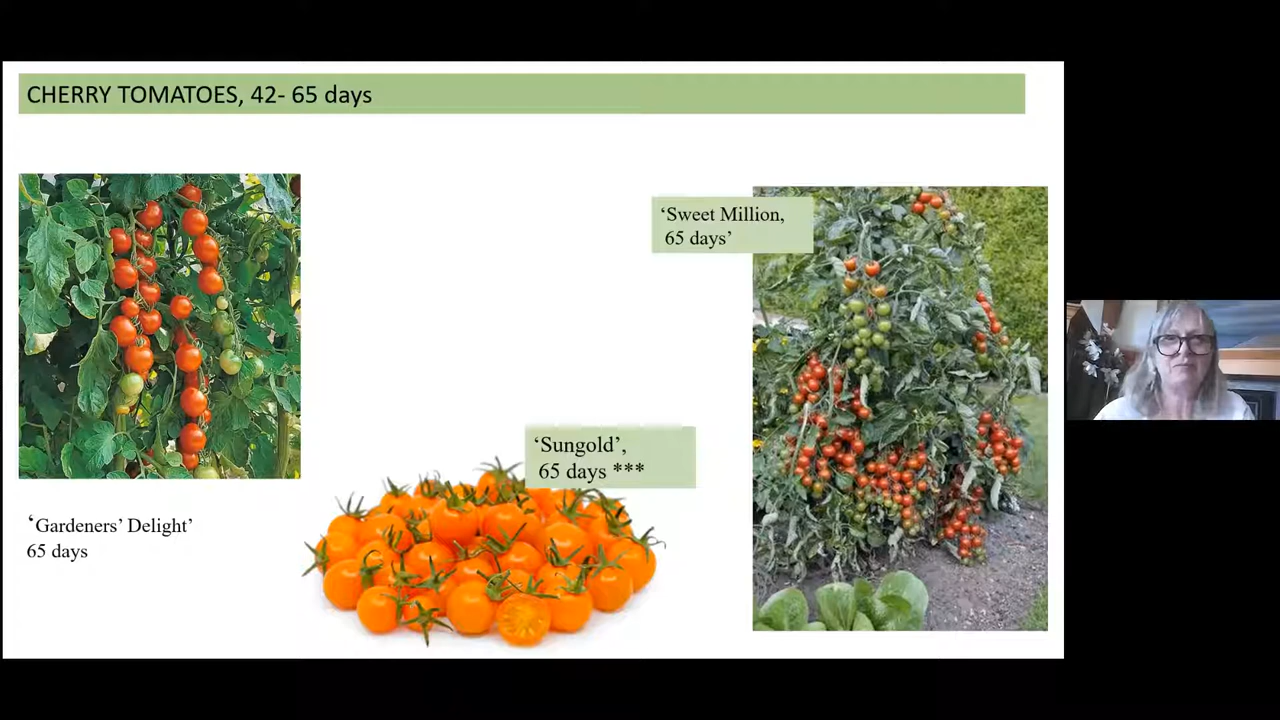 CHERRY TOMATOES, 42- 65 days
‘Sweet Million,
65 days’
‘Sungold’,
65 days ***
‘Gardeners’ Delight’
65 days